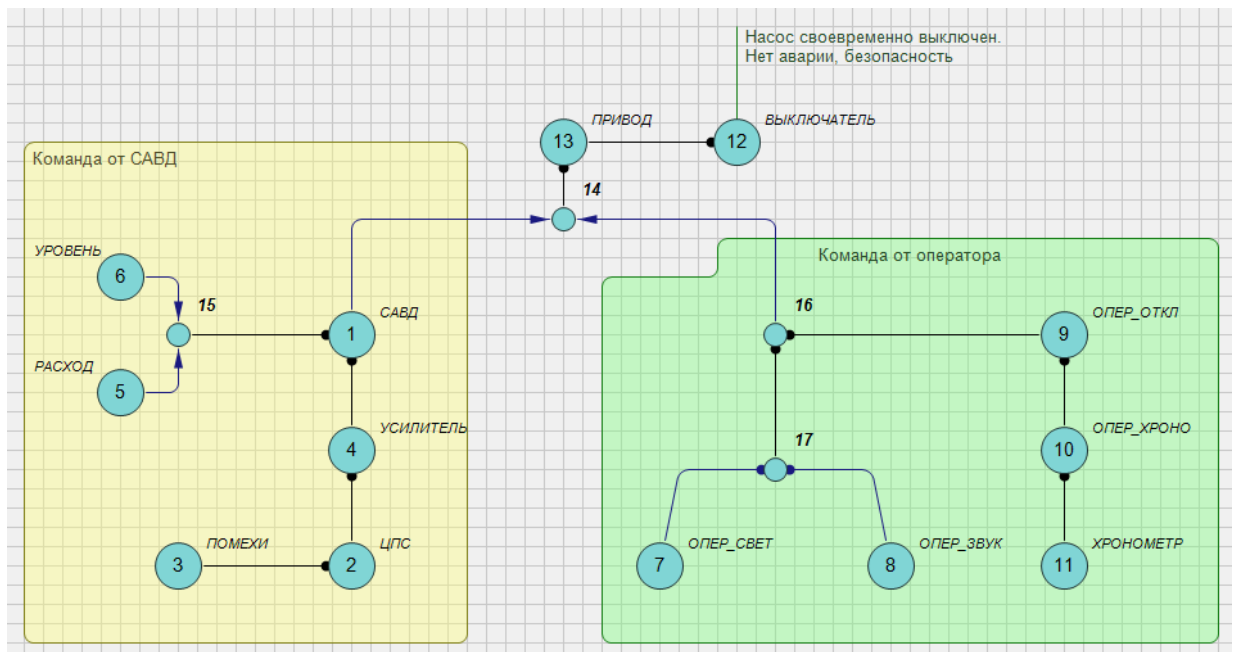 Насос своевременно выключен.
Нет аварии, безопасность
ПРИВОД
ВЫКЛЮЧАТЕЛЬ
13
12
Команда от САВД
14
УРОВЕНЬ
6
15
САВД
1
РАСХОД
5
УСИЛИТЕЛЬ
4
ПОМЕХИ
3
ЦПС
2
Команда от оператора
16
ОПЕР_ОТКЛ
9
17
ОПЕР_ХРОНО
10
ОПЕР_СВЕТ
7
ОПЕР_ЗВУК
8
ХРОНОМЕТР
11